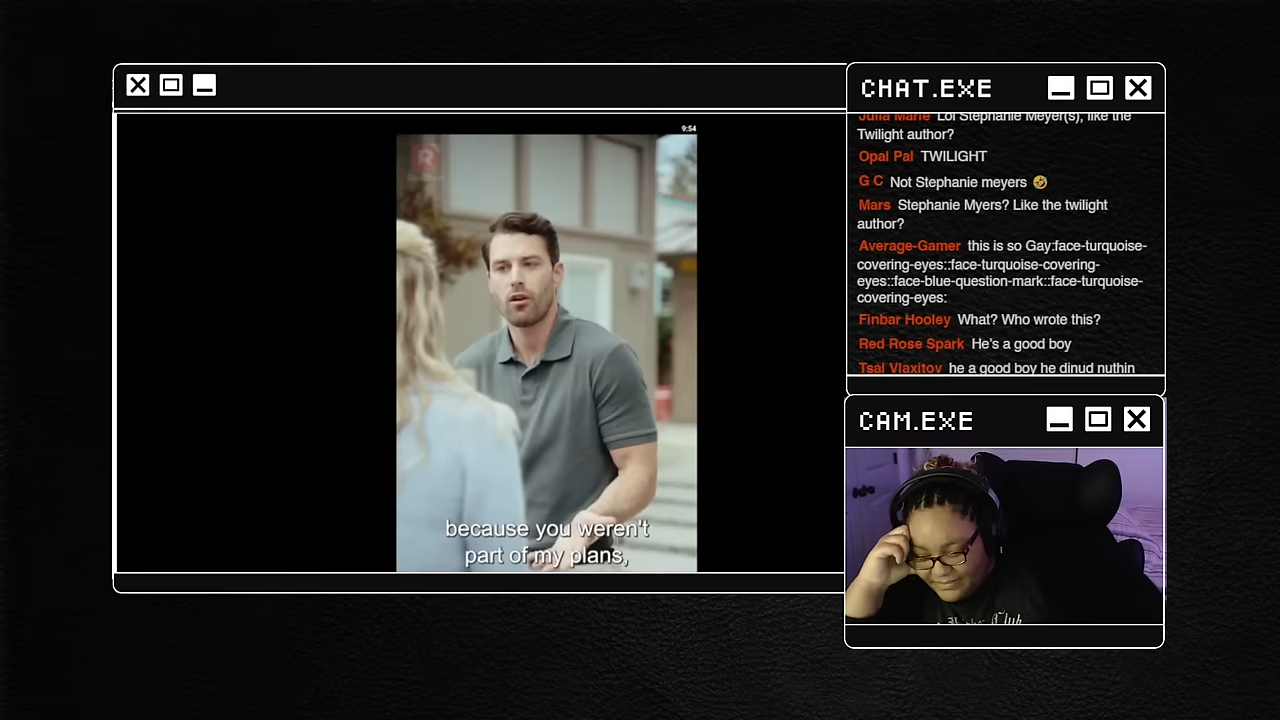 9:54
R
because you weren't
part of my plans,
CHAT.EXE
Julia Marie Lol Stephanie Meyer(s), like the
Twilight author?
Opal Pal TWILIGHT
G C Not Stephanie meyers 🤣
Mars Stephanie Myers? Like the twilight
author?
Average-Gamer this is so Gay:face-turquoise-
covering-eyes::face-turquoise-covering-
eyes::face-blue-question-mark::face-turquoise-
covering-eyes:
Finbar Hooley What? Who wrote this?
Red Rose Spark He's a good boy
Tsal Vlaxitov he a good boy he dinud nuthin
CAM.EXE
Club